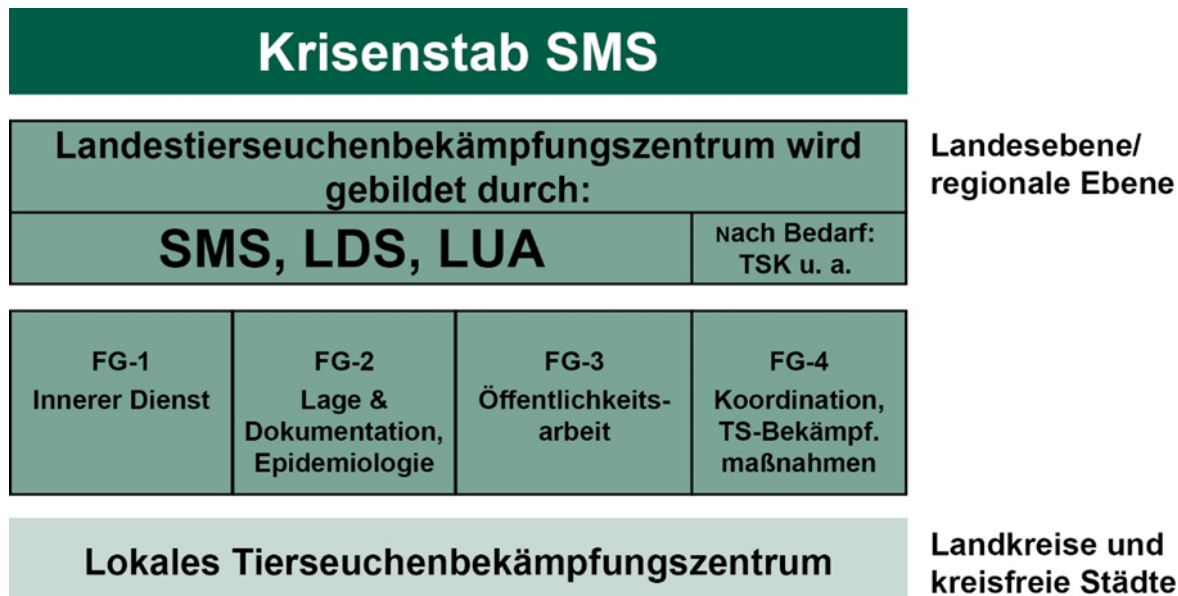 Krisenstab SMS
Landestierseuchenbekämpfungszentrum wird
gebildet durch:
Landesebene/
regionale Ebene
SMS, LDS, LUA
Nach Bedarf:
TSK u. a.
FG-1
Innerer Dienst
FG-2
Lage &
Dokumentation,
Epidemiologie
FG-3
Öffentlichkeits-
arbeit
FG-4
Koordination,
TS-Bekämpf.
maßnahmen
Lokales Tierseuchenbekämpfungszentrum
Landkreise und
kreisfreie Städte